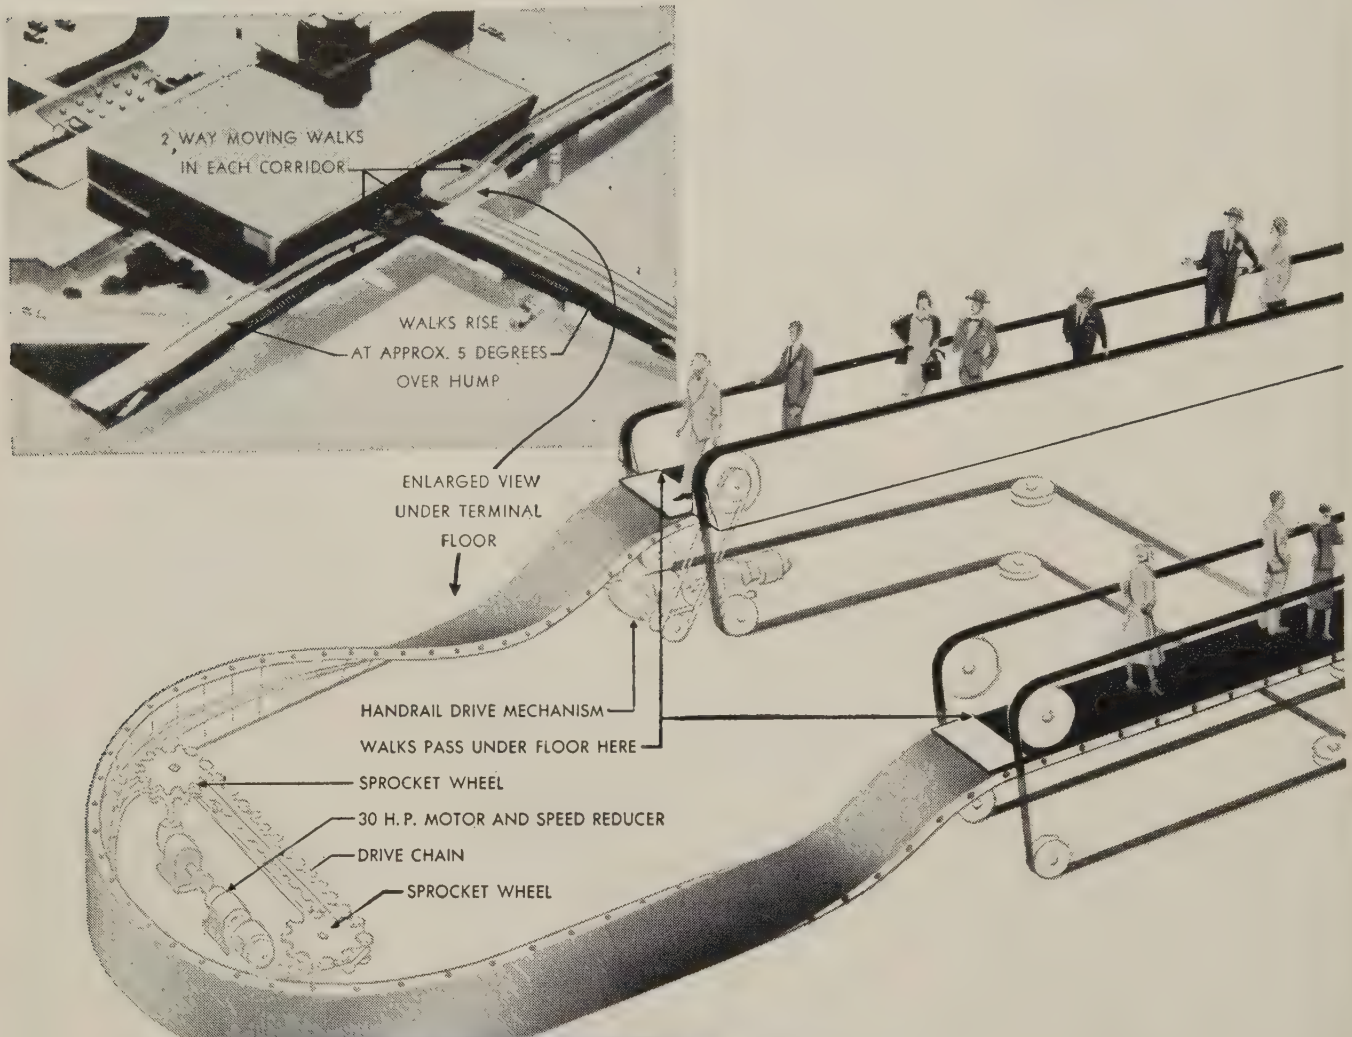 2 WAY MOVING WALKS
IN EACH CORRIDOR
WALKS RISE
AT APPROX. 5 DEGREES
OVER HUMP
ENLARGED VIEW
UNDER TERMINAL
FLOOR
HANDRAIL DRIVE MECHANISM
WALKS PASS UNDER FLOOR HERE
SPROCKET WHEEL
30 H.P. MOTOR AND SPEED REDUCER
DRIVE CHAIN
SPROCKET WHEEL